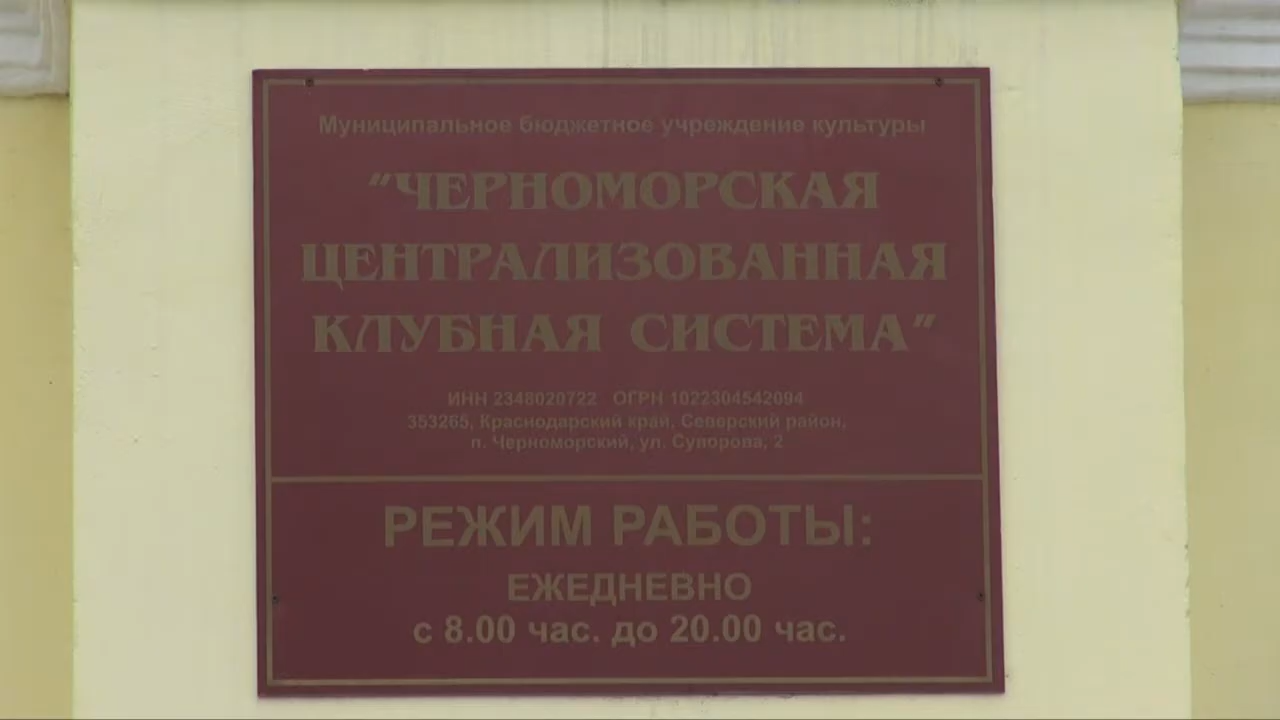 Муниципальное бюджетное учреждение культуры
"ЧЕРНОМОРСКАЯ
ЦЕНТРАЛИЗОВАННАЯ
КЛУБНАЯ СИСТЕМА"
ИНН 2348020722 ОГРН 1022304542094
353265, Краснодарский край, Северский район,
п. Черноморский, ул. Суворова, 2
РЕЖИМ РАБОТЫ:
ЕЖЕДНЕВНО
с 8.00 час. до 20.00 час.